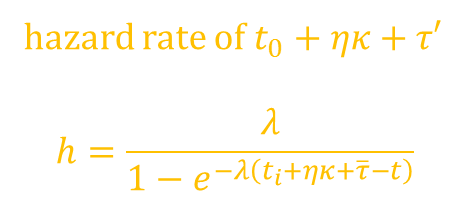 hazard rate of t₀ + ηκ + τ′
h = λ / (1 − e^{−λ(tᵢ+ηκ+τ̄−t)})